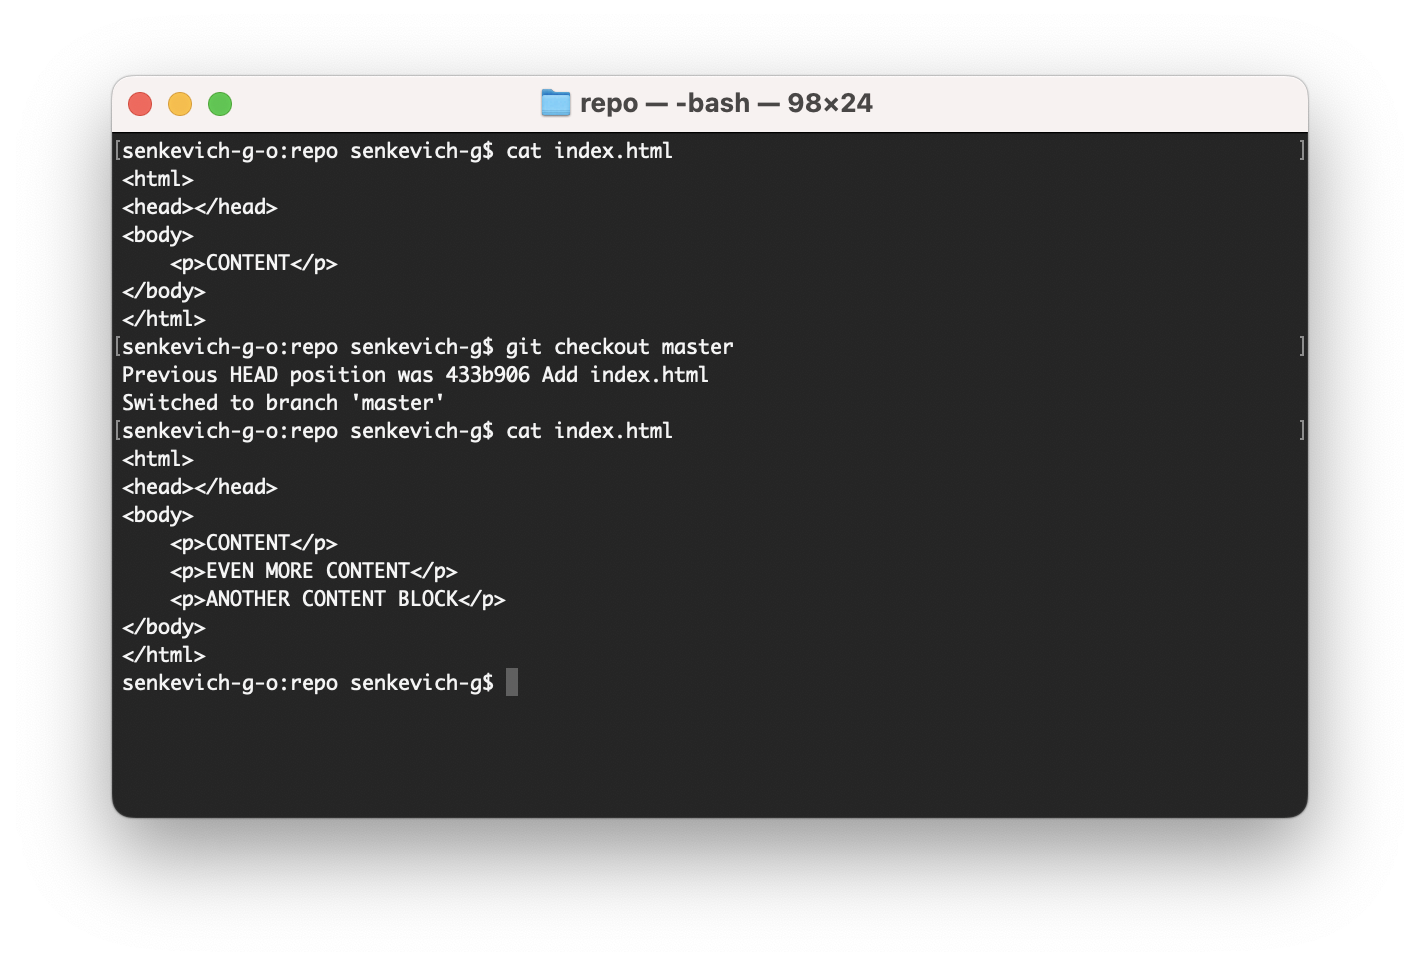 repo — -bash — 98×24
[senkevich-g-o:repo senkevich-g$ cat index.html ]
<html>
<head></head>
<body>
    <p>CONTENT</p>
</body>
</html>
[senkevich-g-o:repo senkevich-g$ git checkout master ]
Previous HEAD position was 433b906 Add index.html
Switched to branch 'master'
[senkevich-g-o:repo senkevich-g$ cat index.html ]
<html>
<head></head>
<body>
    <p>CONTENT</p>
    <p>EVEN MORE CONTENT</p>
    <p>ANOTHER CONTENT BLOCK</p>
</body>
</html>
senkevich-g-o:repo senkevich-g$